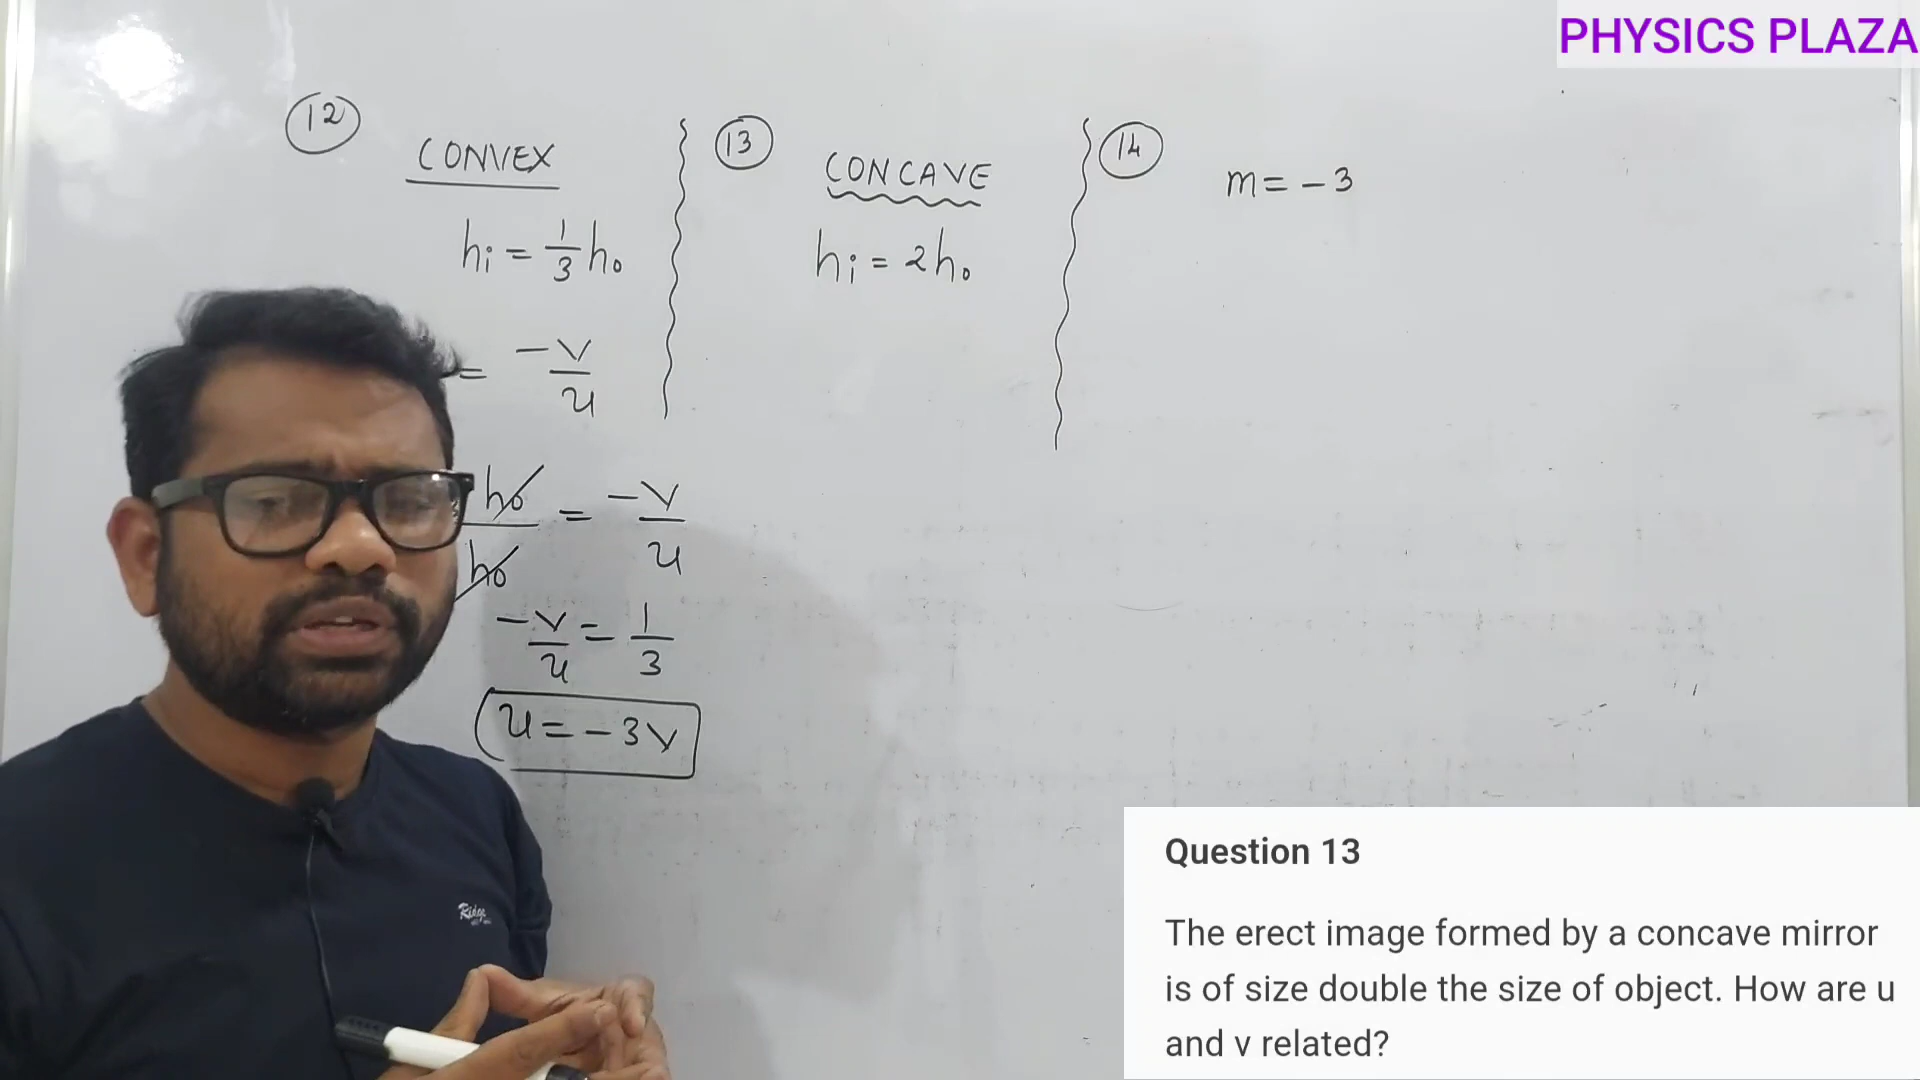 PHYSICS PLAZA
12
CONVEX
hi = 1/3 ho
= -v/u
ho/ho = -v/u
-v/u = 1/3
u = -3v
13
CONCAVE
hi = 2ho
14
m = -3
Ridge
Question 13
The erect image formed by a concave mirror
is of size double the size of object. How are u
and v related?